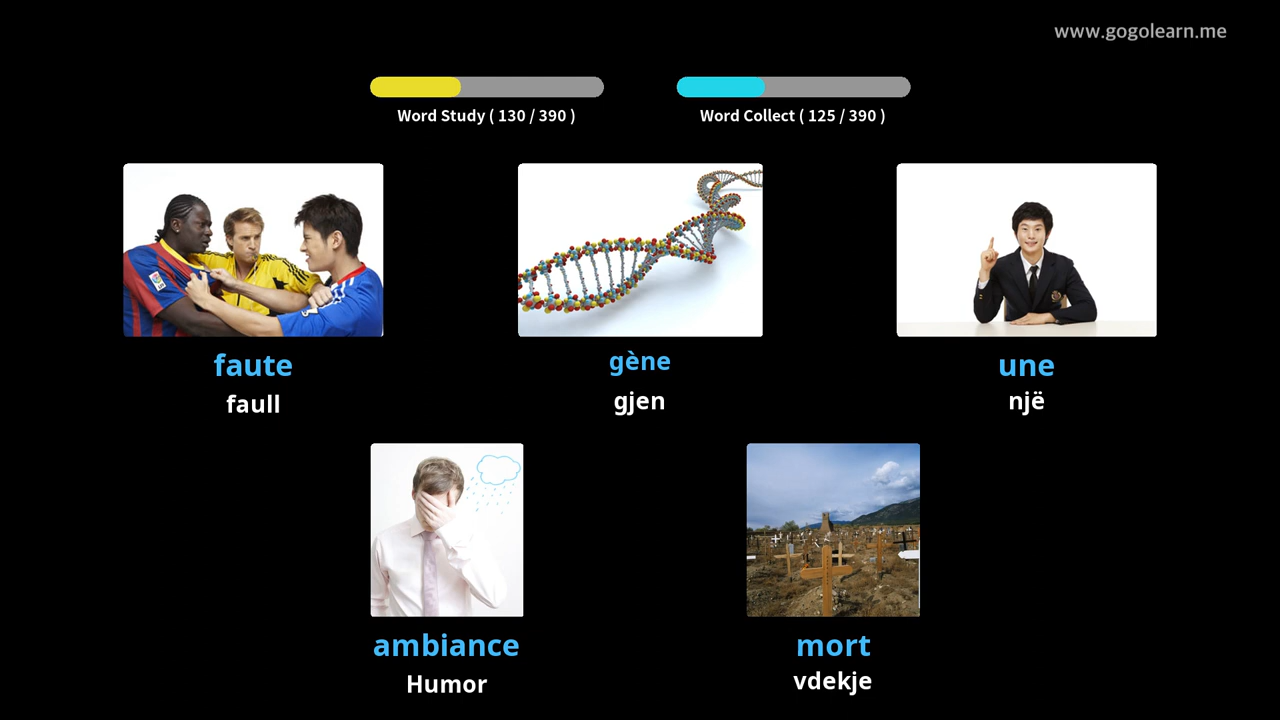 www.gogolearn.me
Word Study ( 130 / 390 )
Word Collect ( 125 / 390 )
faute
faull
gène
gjen
une
një
ambiance
Humor
mort
vdekje